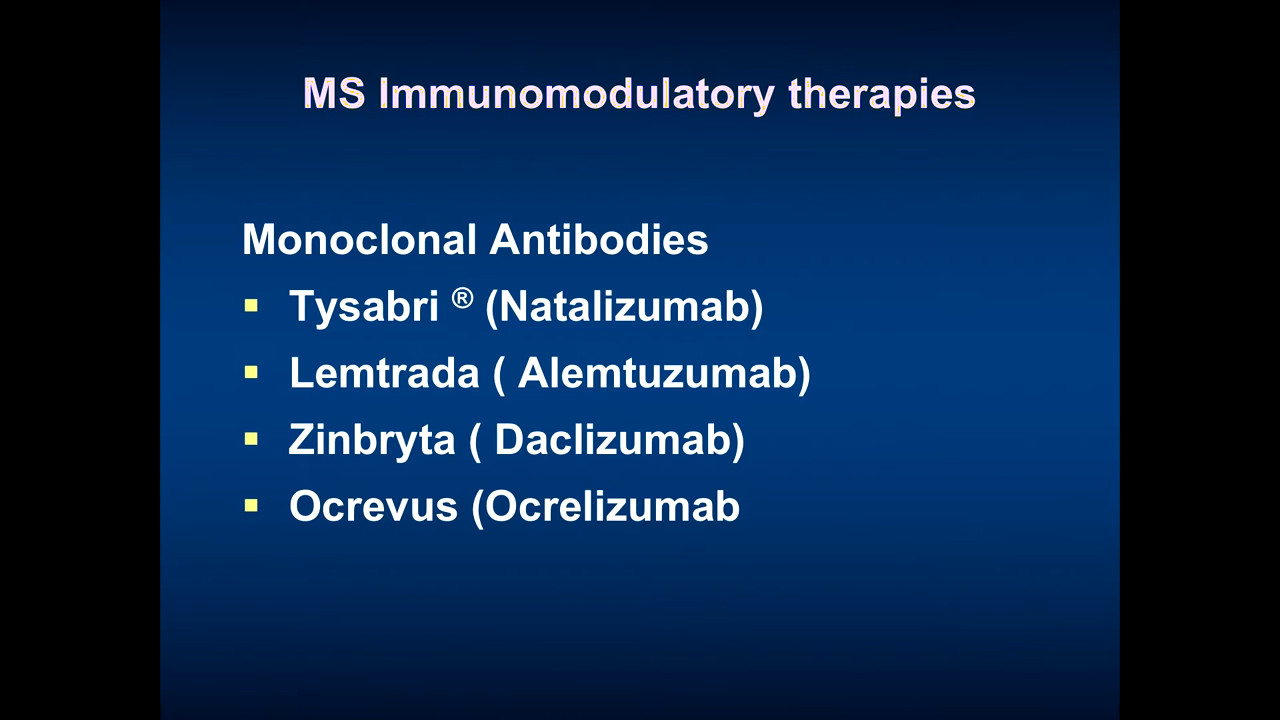 MS Immunomodulatory therapies
Monoclonal Antibodies
▪ Tysabri ® (Natalizumab)
▪ Lemtrada ( Alemtuzumab)
▪ Zinbryta ( Daclizumab)
▪ Ocrevus (Ocrelizumab